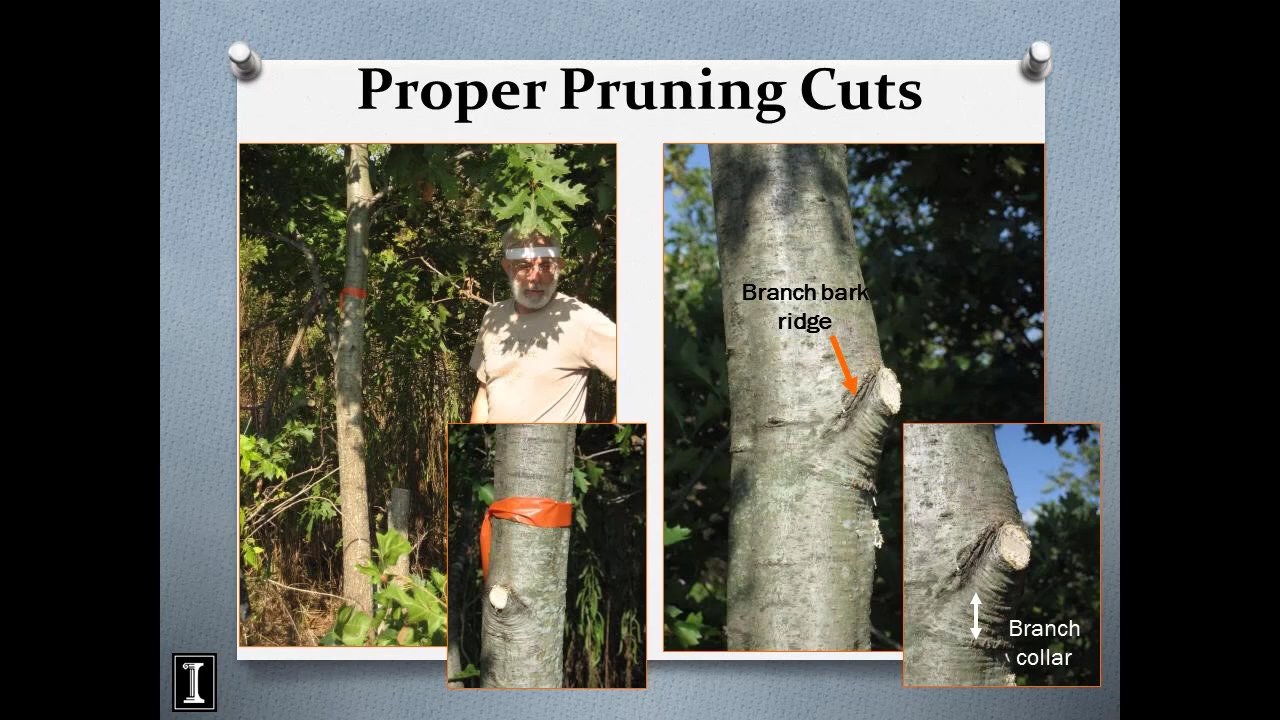 Proper Pruning Cuts
Branch bark
ridge
Branch
collar
I